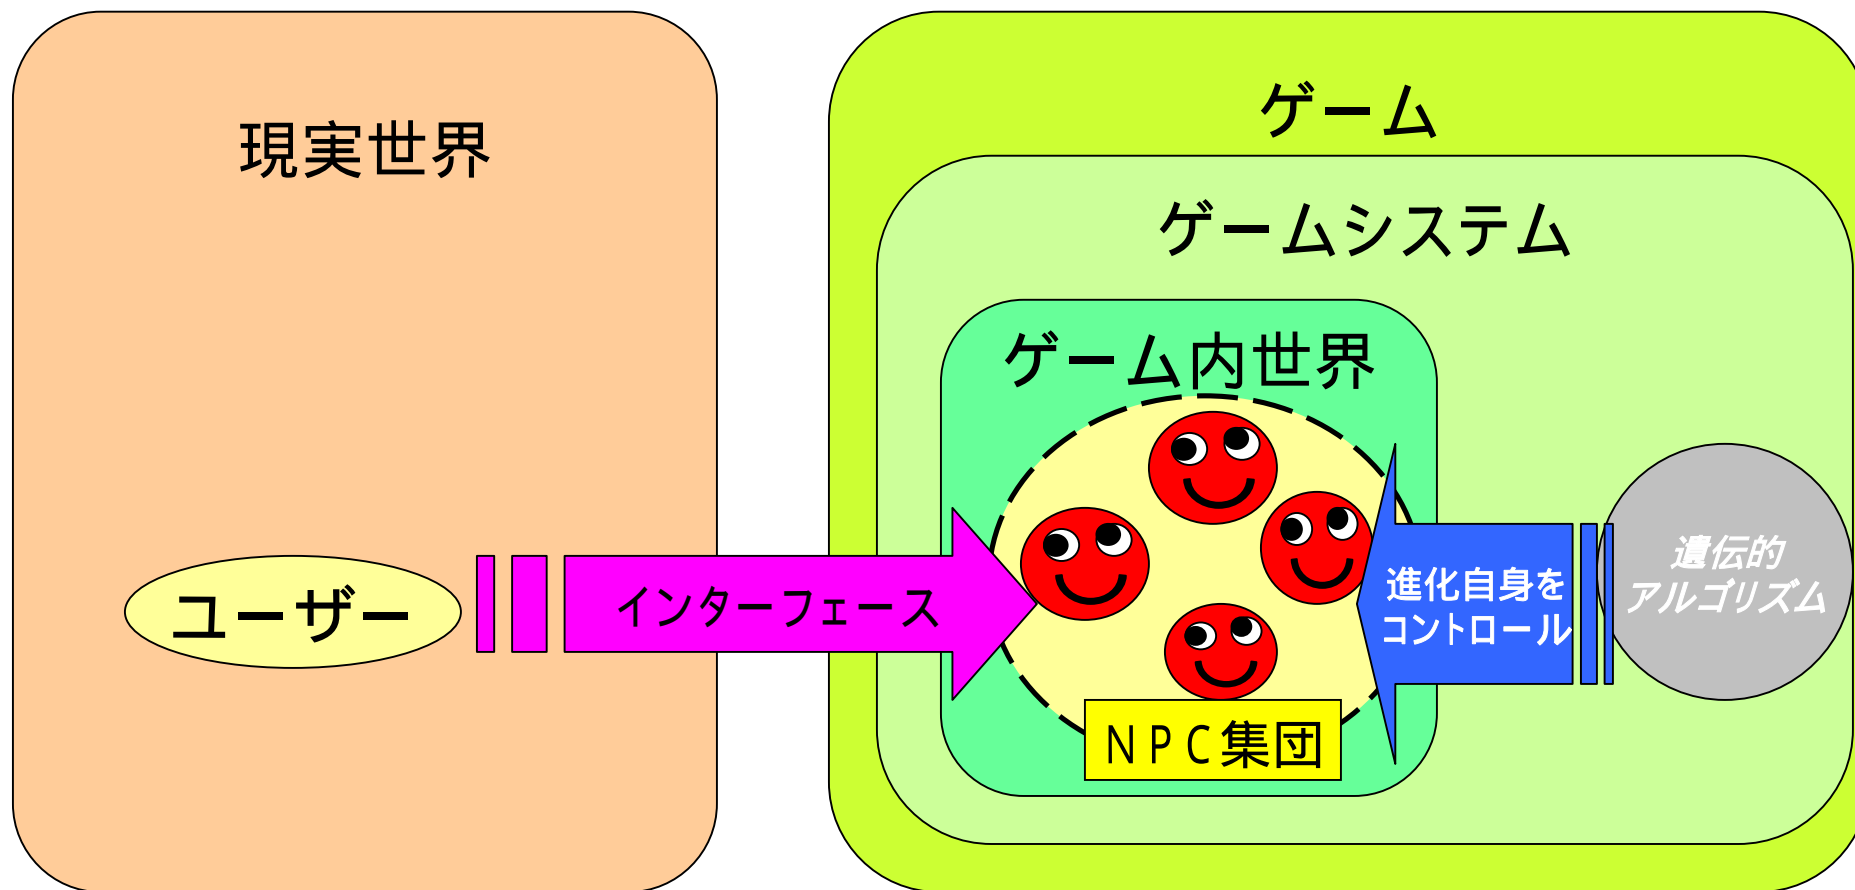 現実世界
ユーザー
インターフェース
ゲーム
ゲームシステム
ゲーム内世界
NPC集団
進化自身を
コントロール
遺伝的
アルゴリズム